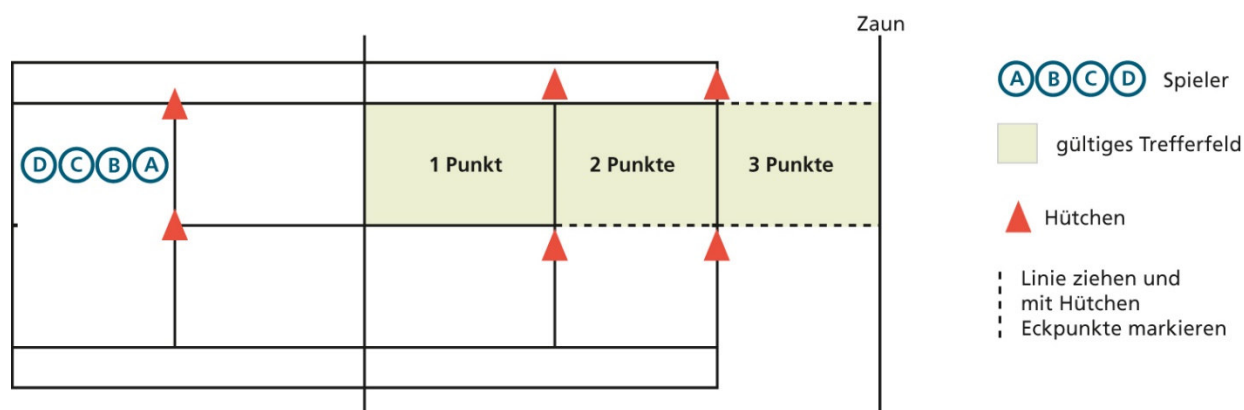 Zaun
D C B A
1 Punkt
2 Punkte
3 Punkte
A B C D Spieler
gültiges Trefferfeld
Hütchen
Linie ziehen und
mit Hütchen
Eckpunkte markieren